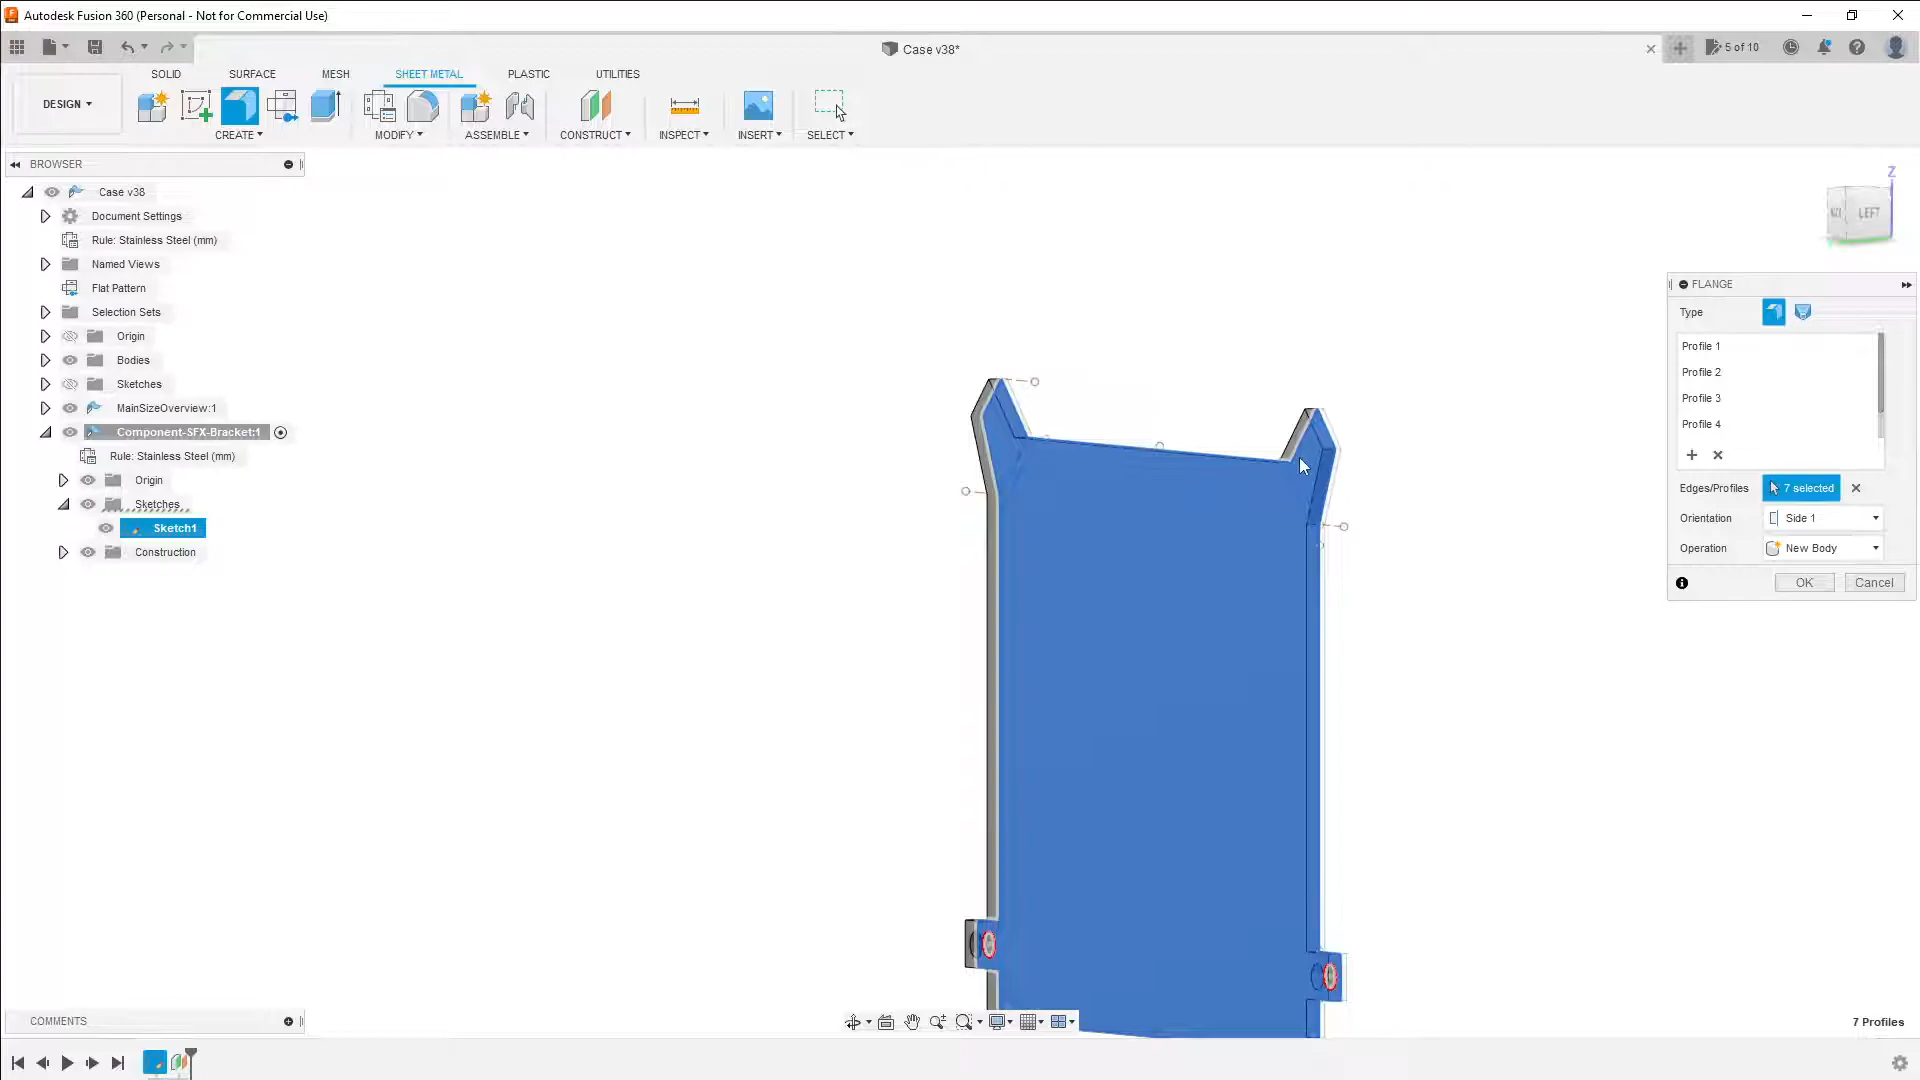 Autodesk Fusion 360 (Personal - Not for Commercial Use)
Case v38*
5 of 10
SOLID
SURFACE
MESH
SHEET METAL
PLASTIC
UTILITIES
DESIGN
CREATE
MODIFY
ASSEMBLE
CONSTRUCT
INSPECT
INSERT
SELECT
BROWSER
Case v38
Document Settings
Rule: Stainless Steel (mm)
Named Views
Flat Pattern
Selection Sets
Origin
Bodies
Sketches
MainSizeOverview:1
Component-SFX-Bracket:1
Rule: Stainless Steel (mm)
Origin
Sketches
Sketch1
Construction
Z
LEFT
FLANGE
Type
Profile 1
Profile 2
Profile 3
Profile 4
Edges/Profiles
7 selected
Orientation
Side 1
Operation
New Body
OK
Cancel
COMMENTS
7 Profiles